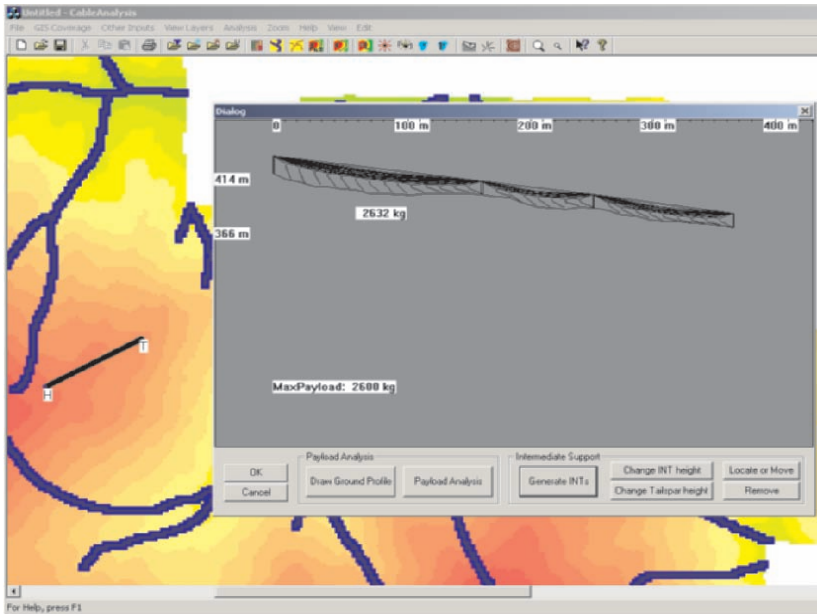 Untitled - CableAnalysis
File GIS Coverage Other Inputs View Layers Analysis Zoom Help View Edit
Dialog
0 100 m 200 m 300 m 400 m
414 m
2632 kg
366 m
T
H
MaxPayload: 2600 kg
Payload Analysis
Intermediate Support
OK
Cancel
Draw Ground Profile
Payload Analysis
Generate INTs
Change INT height
Locate or Move
Change Tailspar height
Remove
For Help, press F1